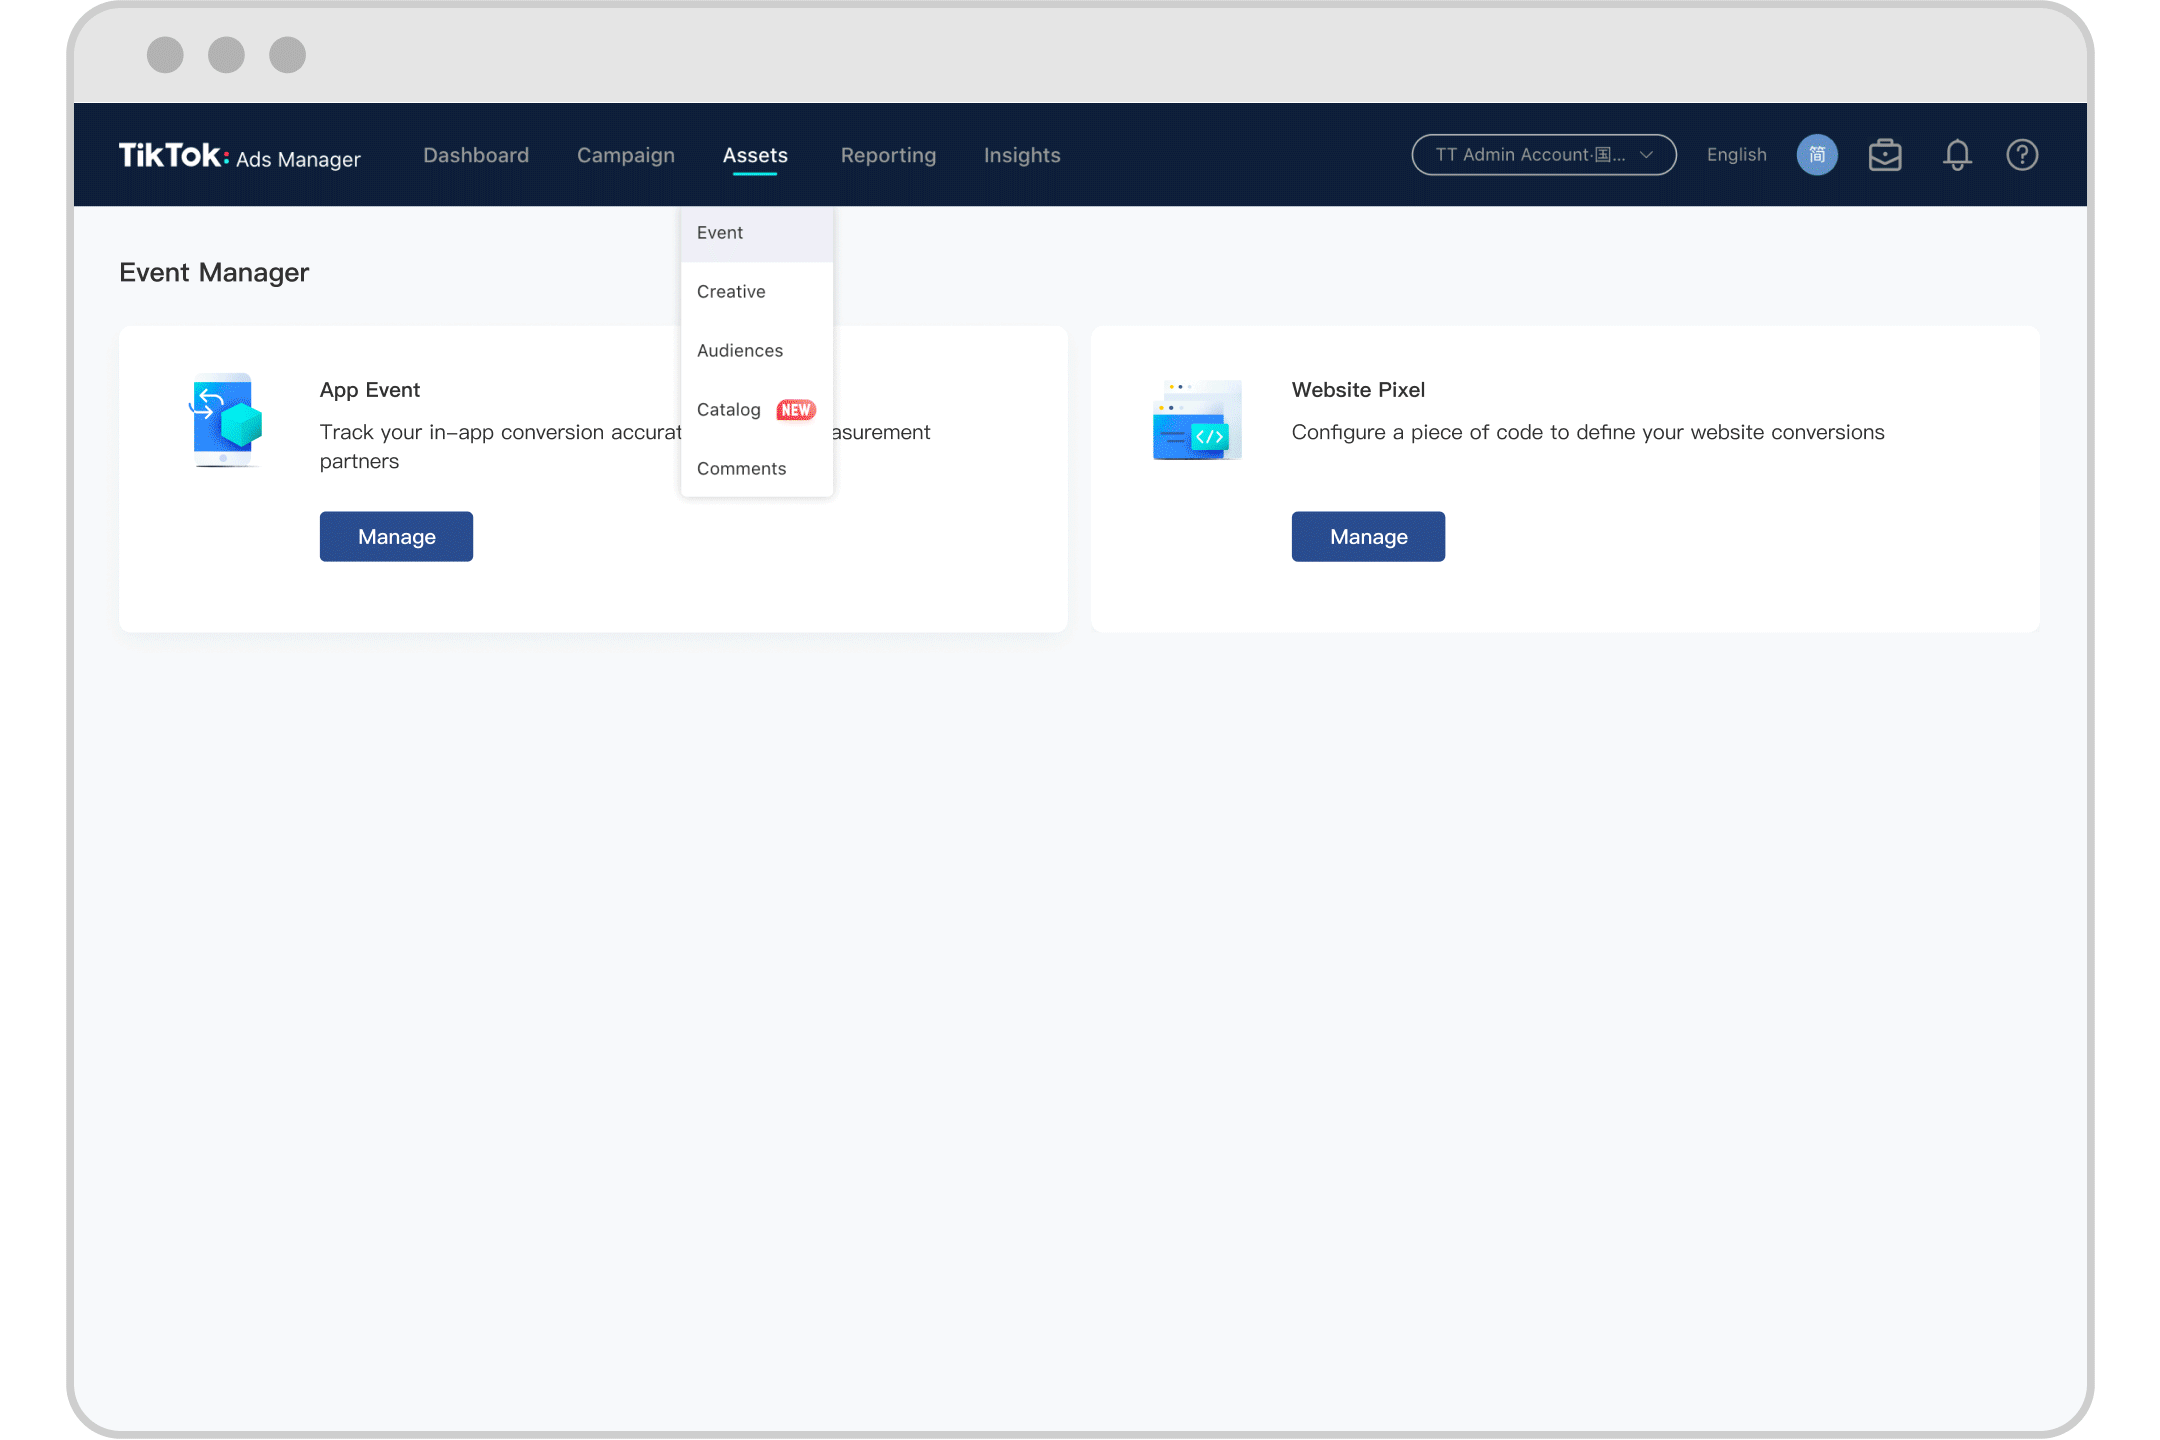 TikTok: Ads Manager Dashboard Campaign Assets Reporting Insights TT Admin Account·国... English 简
Event
Event Manager
Creative
Audiences
Catalog NEW
Comments
App Event
Track your in-app conversion asurement
partners
Manage
Website Pixel
Configure a piece of code to define your website conversions
Manage